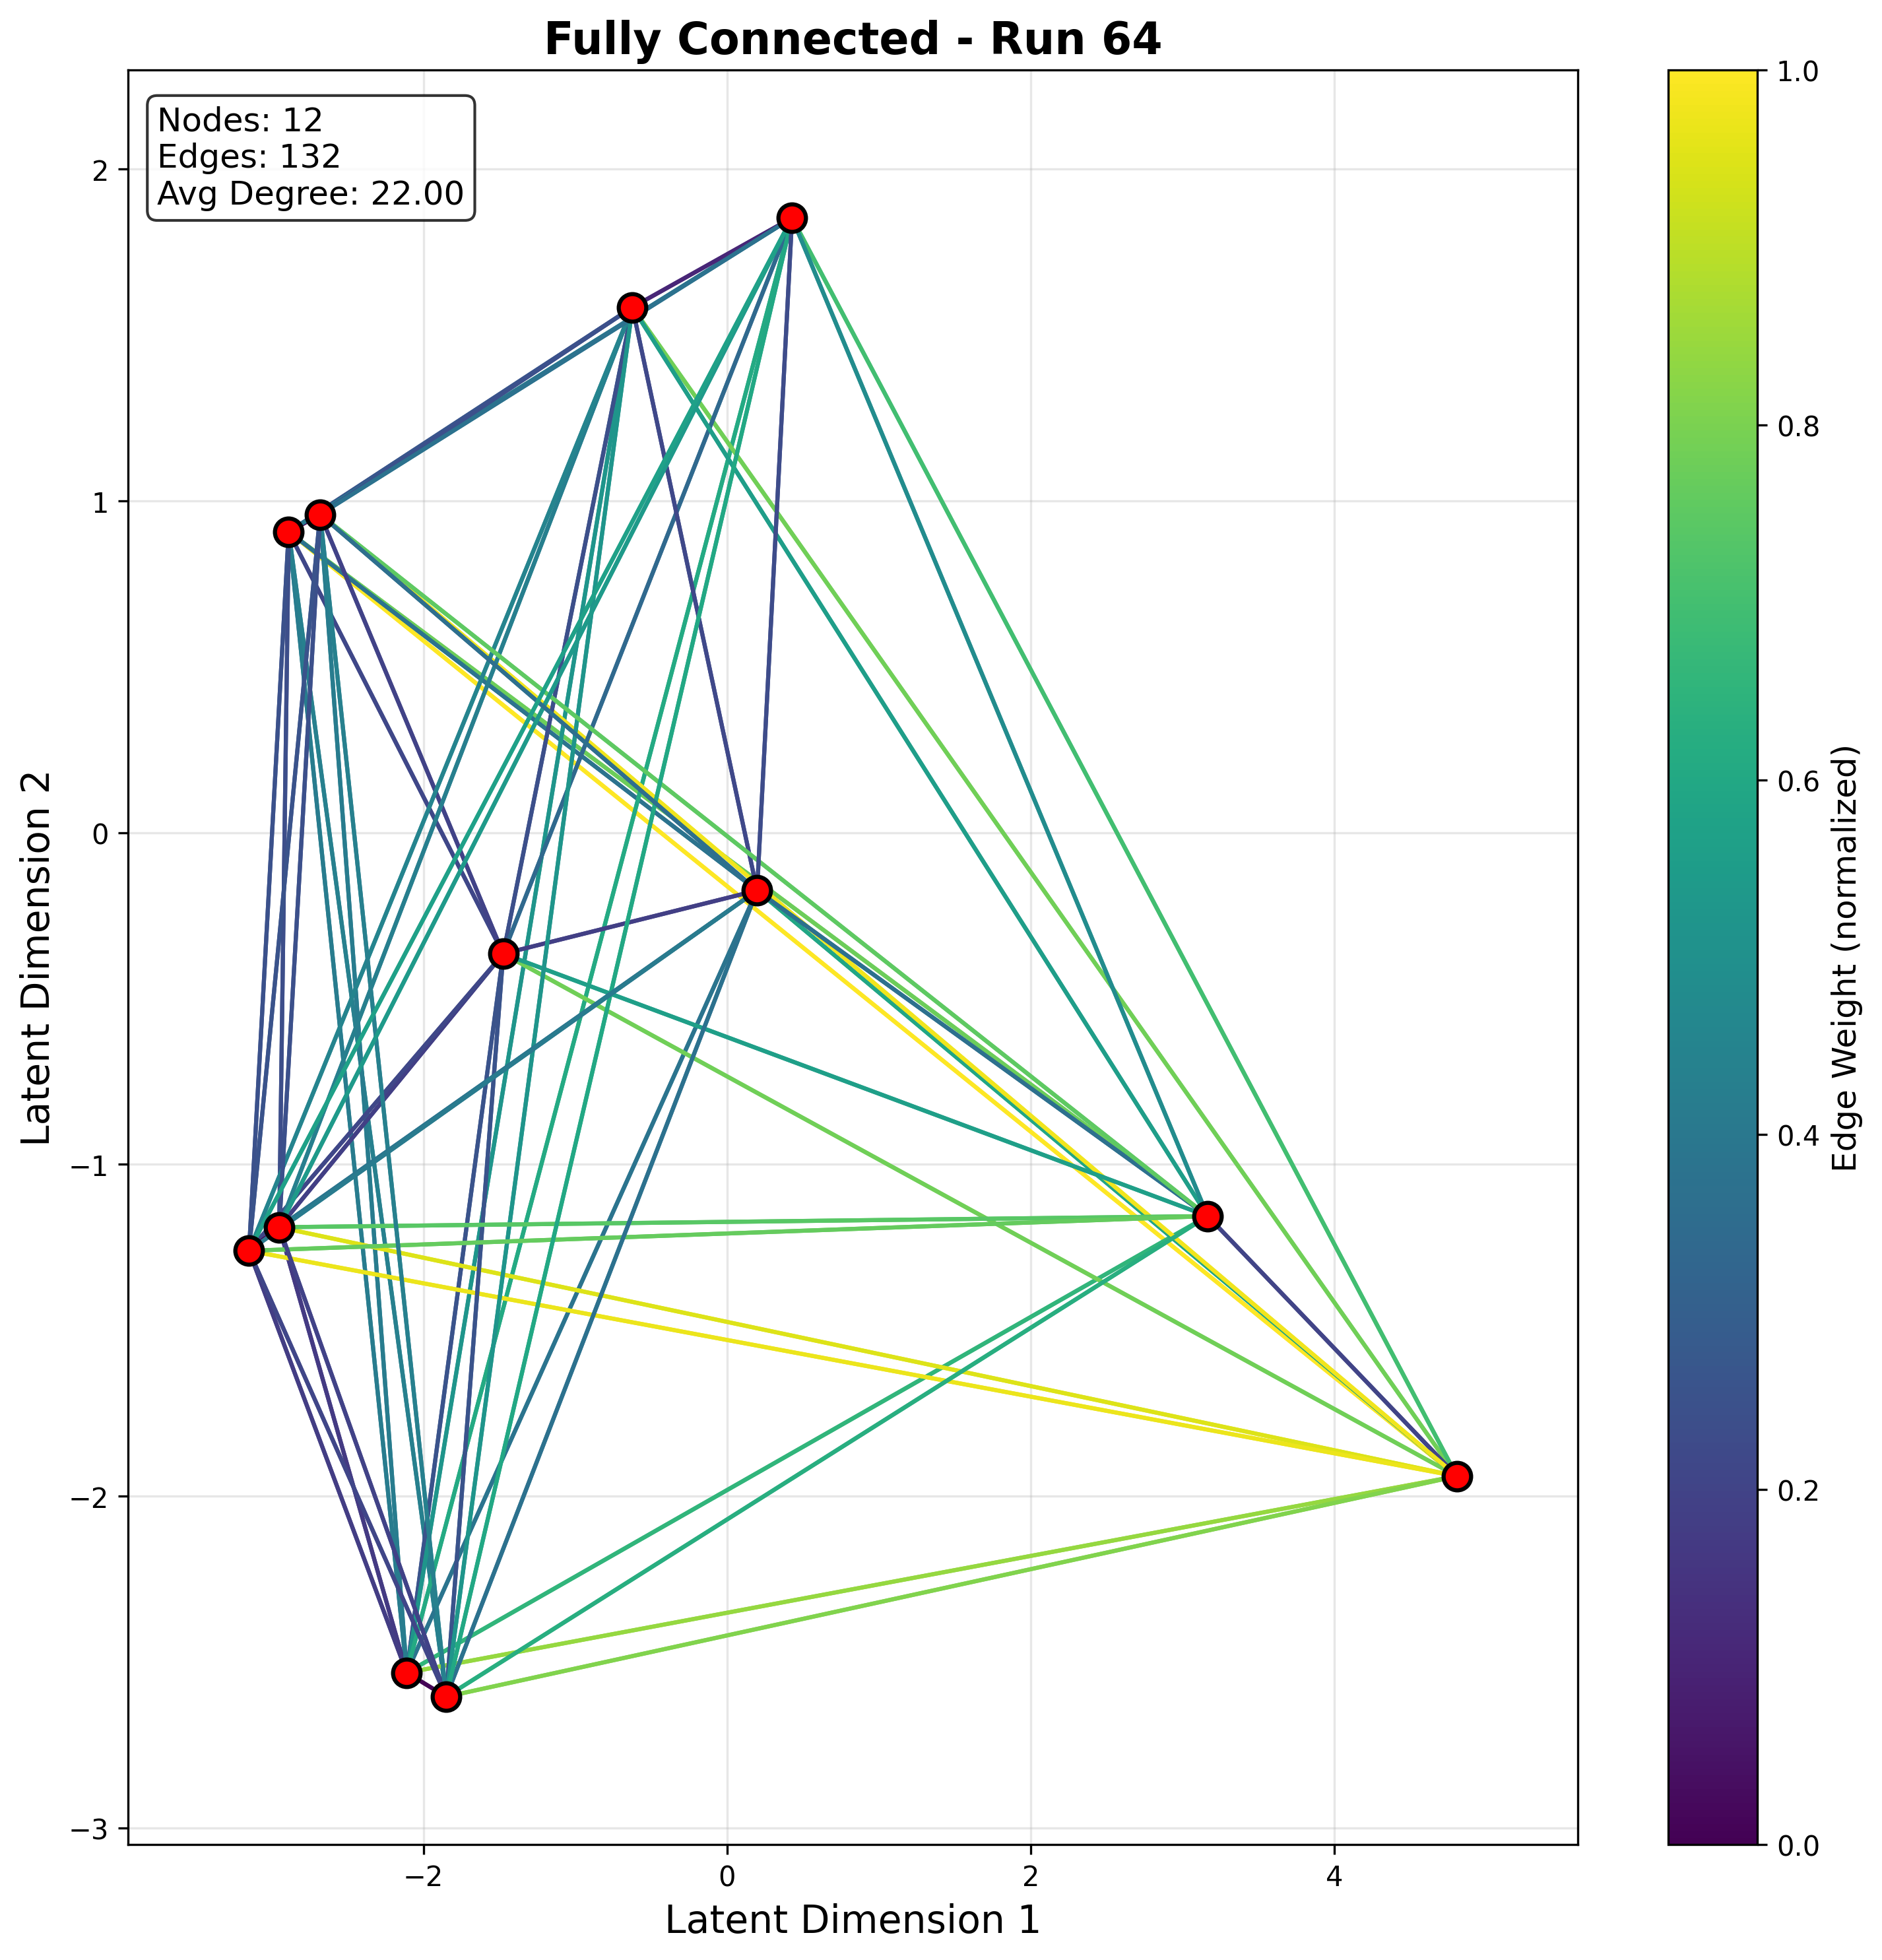 Fully Connected - Run 64
Nodes: 12
Edges: 132
Avg Degree: 22.00
2
1
0
−1
−2
−3
−2
0
2
4
Latent Dimension 1
Latent Dimension 2
1.0
0.8
0.6
0.4
0.2
0.0
Edge Weight (normalized)